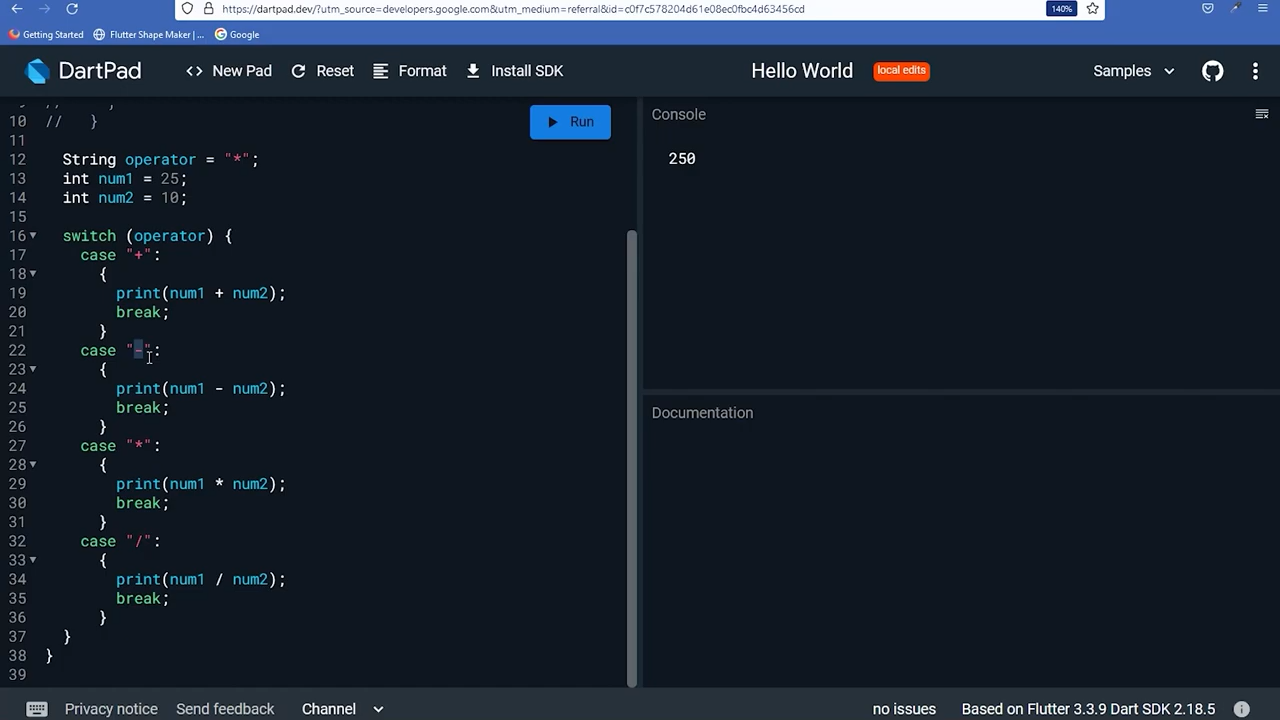 https://dartpad.dev/?utm_source=developers.google.com&utm_medium=referral&id=c0f7c578204d61e08ec0fbc4d63456cd
140%
Getting Started
Flutter Shape Maker | ...
Google
DartPad
<> New Pad
Reset
Format
Install SDK
Hello World
local edits
Samples
10 //   }
Run
11
12 String operator = "*";
13 int num1 = 25;
14 int num2 = 10;
15
16 switch (operator) {
17 case "+":
18 {
19 print(num1 + num2);
20 break;
21 }
22 case "-":
23 {
24 print(num1 - num2);
25 break;
26 }
27 case "*":
28 {
29 print(num1 * num2);
30 break;
31 }
32 case "/":
33 {
34 print(num1 / num2);
35 break;
36 }
37 }
38 }
39
Console
250
Documentation
Privacy notice
Send feedback
Channel
no issues
Based on Flutter 3.3.9 Dart SDK 2.18.5